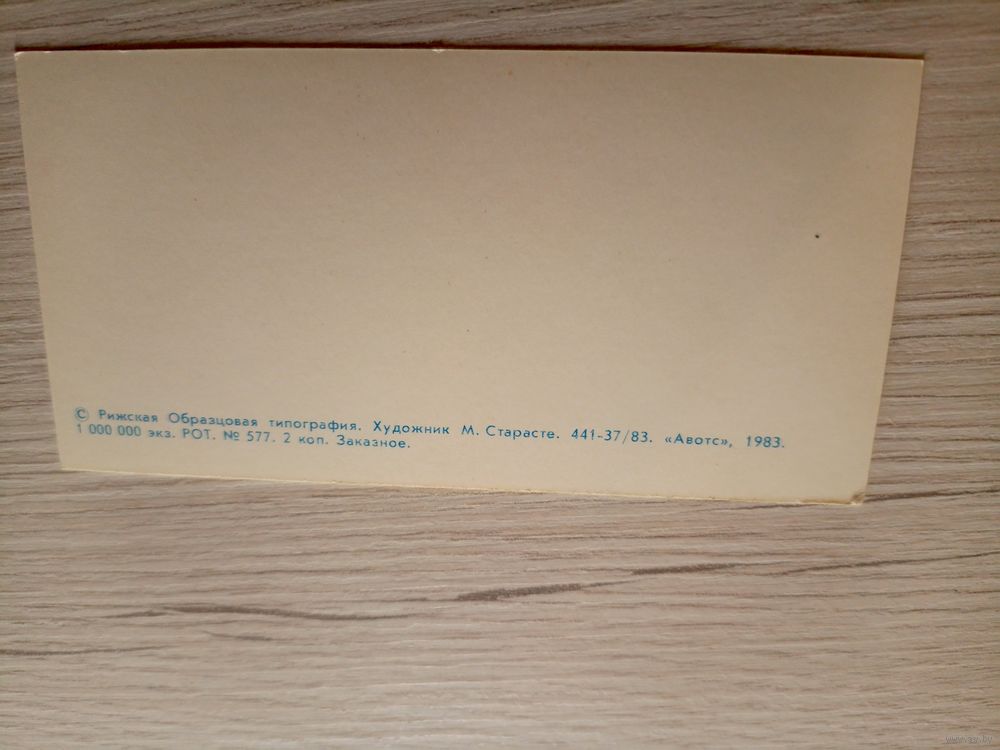 © Рижская Образцовая типография. Художник М. Старасте. 441-37/83. «Авотс», 1983.
1 000 000 экз. РОТ. № 577. 2 коп. Заказное.